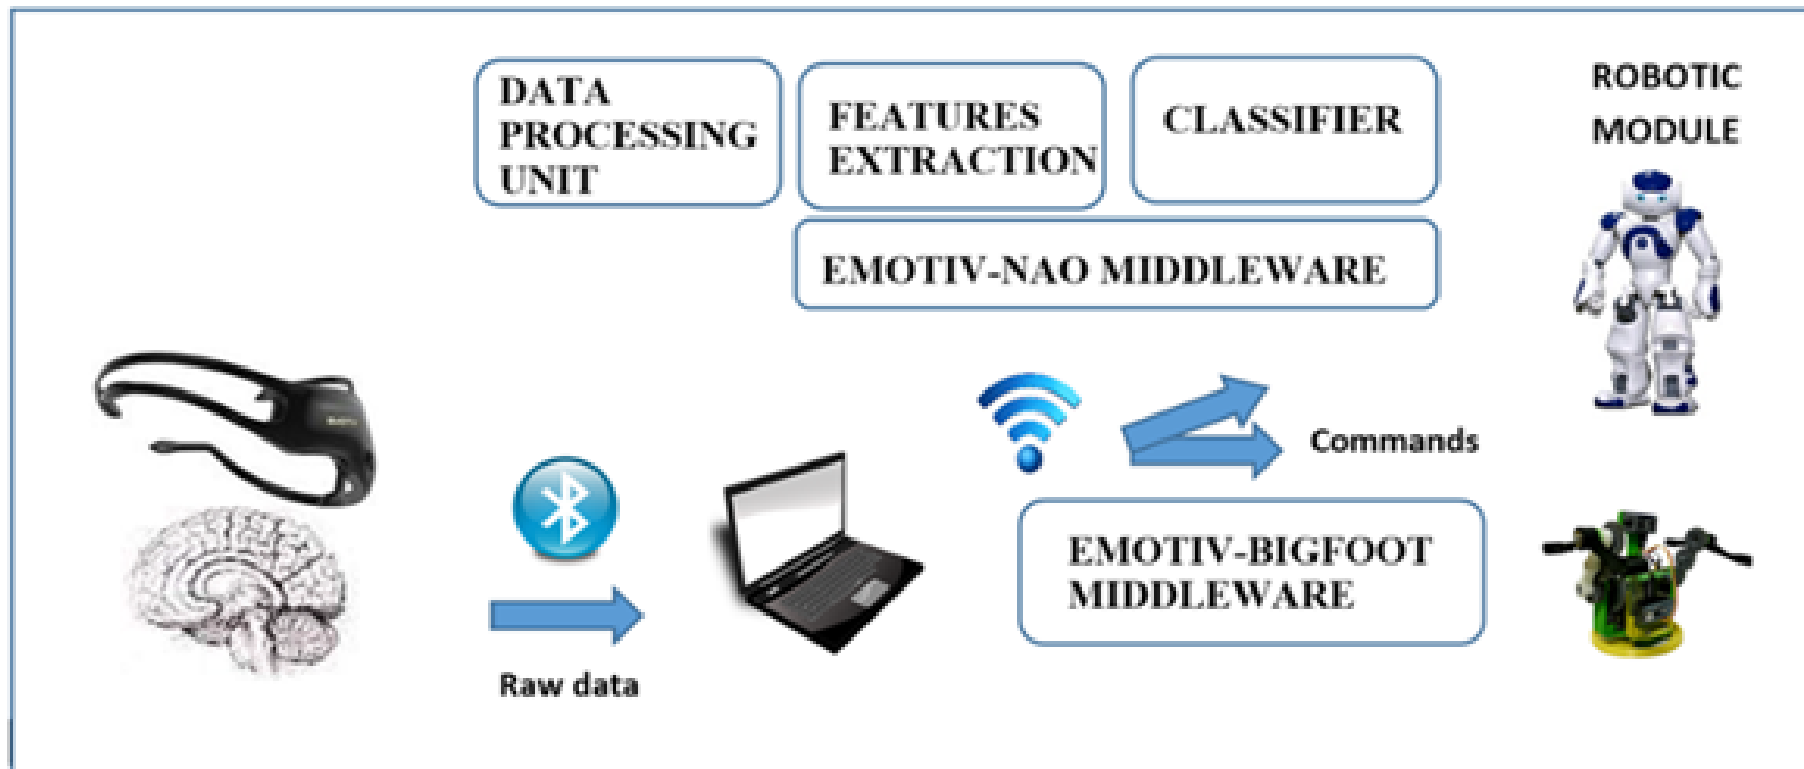 DATA
PROCESSING
UNIT
FEATURES
EXTRACTION
CLASSIFIER
ROBOTIC
MODULE
EMOTIV-NAO MIDDLEWARE
Commands
EMOTIV-BIGFOOT
MIDDLEWARE
Raw data